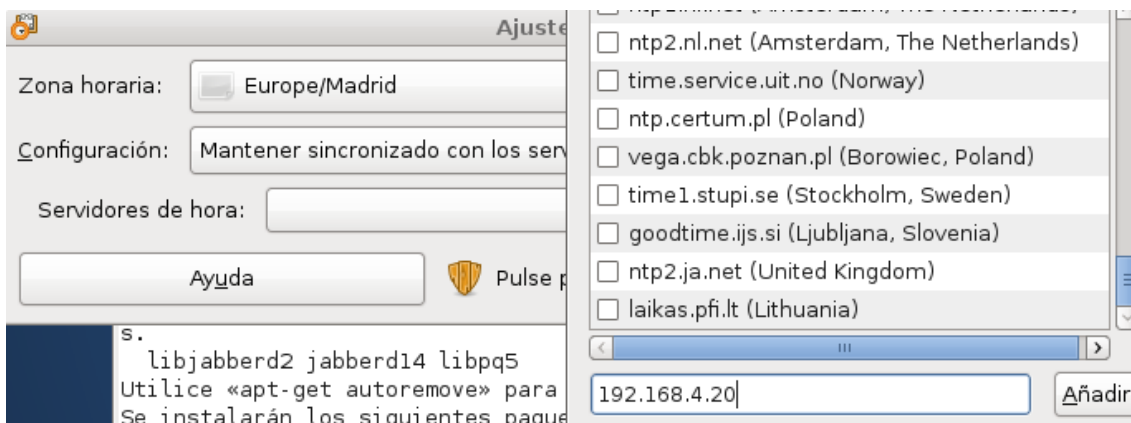 Ajuste
Zona horaria:
Europe/Madrid
Configuración:
Mantener sincronizado con los serv
Servidores de hora:
Ayuda
Pulse p
s.
libjabberd2 jabberd14 libpq5
Utilice «apt-get autoremove» para
Se instalarán los siguientes paque
ntp2.nl.net (Amsterdam, The Netherlands)
time.service.uit.no (Norway)
ntp.certum.pl (Poland)
vega.cbk.poznan.pl (Borowiec, Poland)
time1.stupi.se (Stockholm, Sweden)
goodtime.ijs.si (Ljubljana, Slovenia)
ntp2.ja.net (United Kingdom)
laikas.pfi.lt (Lithuania)
192.168.4.20
Añadir